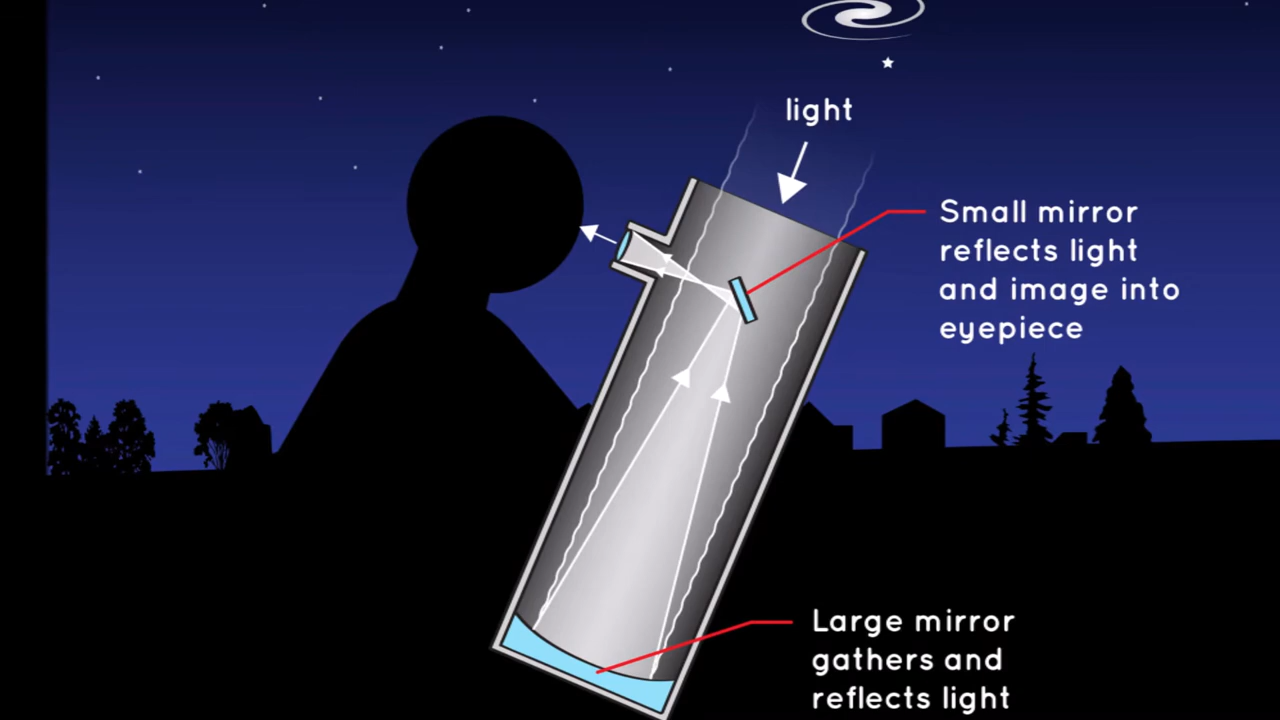 light
Small mirror
reflects light
and image into
eyepiece
Large mirror
gathers and
reflects light